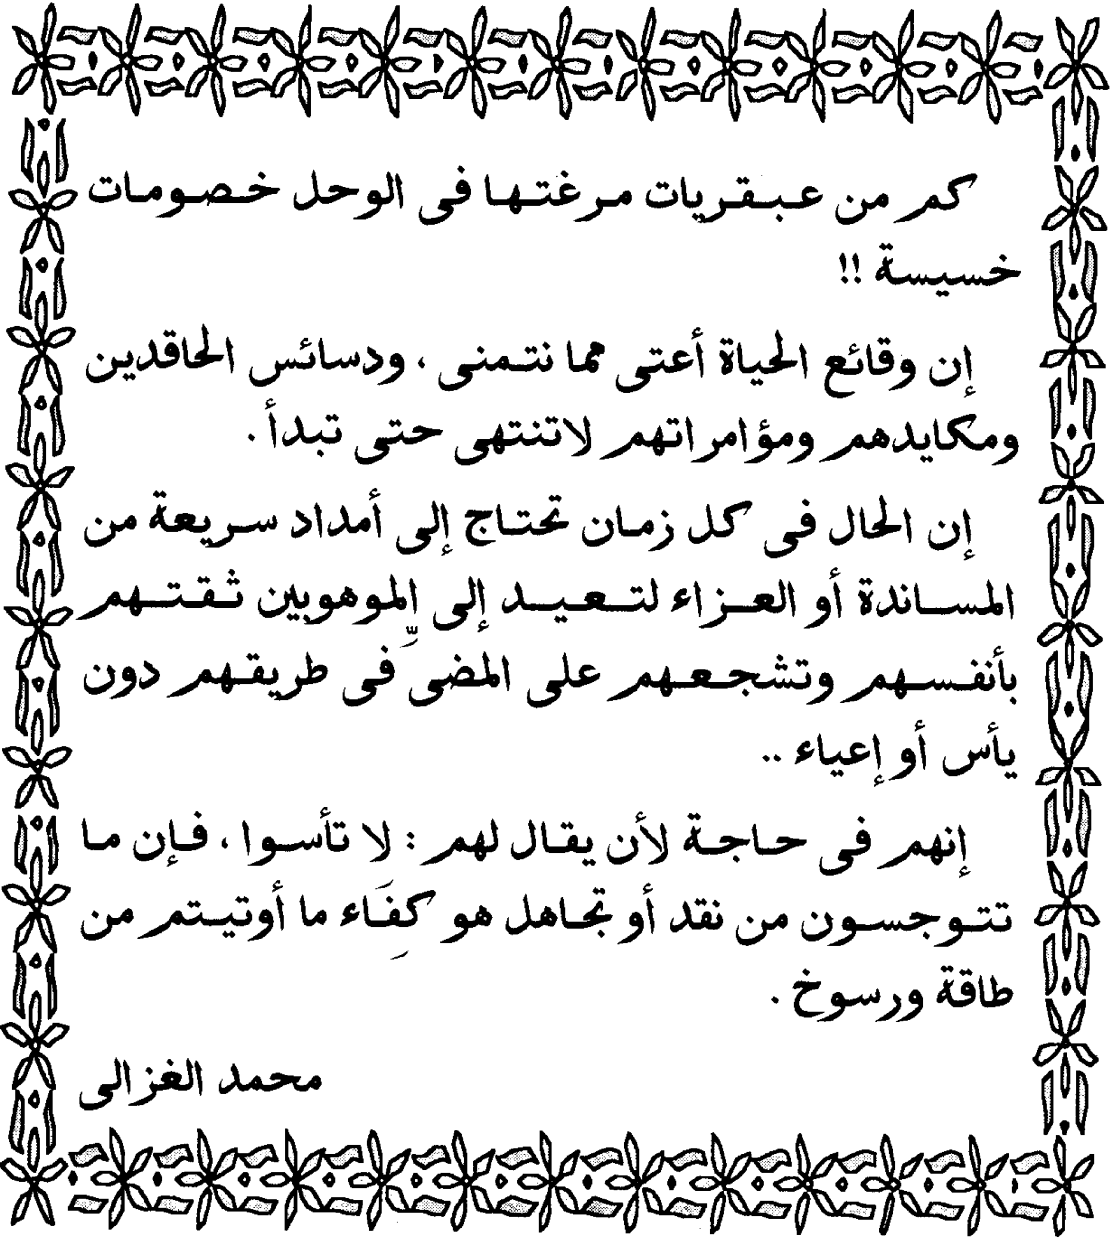 كم من عبقريات مرغتها فى الوحل خصومات
خسيسة !!
إن وقائع الحياة أعتى مما نتمنى ، ودسائس الحاقدين
ومكايدهم ومؤامراتهم لاتنتهى حتى تبدأ .
إن الحال فى كل زمان تحتاج إلى أمداد سريعة من
المساندة أو العزاء لتعيد إلى الموهوبين ثقتهم
بأنفسهم وتشجعهم على المضىِّ فى طريقهم دون
يأس أو إعياء ..
إنهم فى حاجة لأن يقال لهم : لا تأسوا ، فإن ما
تتوجسون من نقد أو تجاهل هو كِفَاء ما أوتيتم من
طاقة ورسوخ .
محمد الغزالى